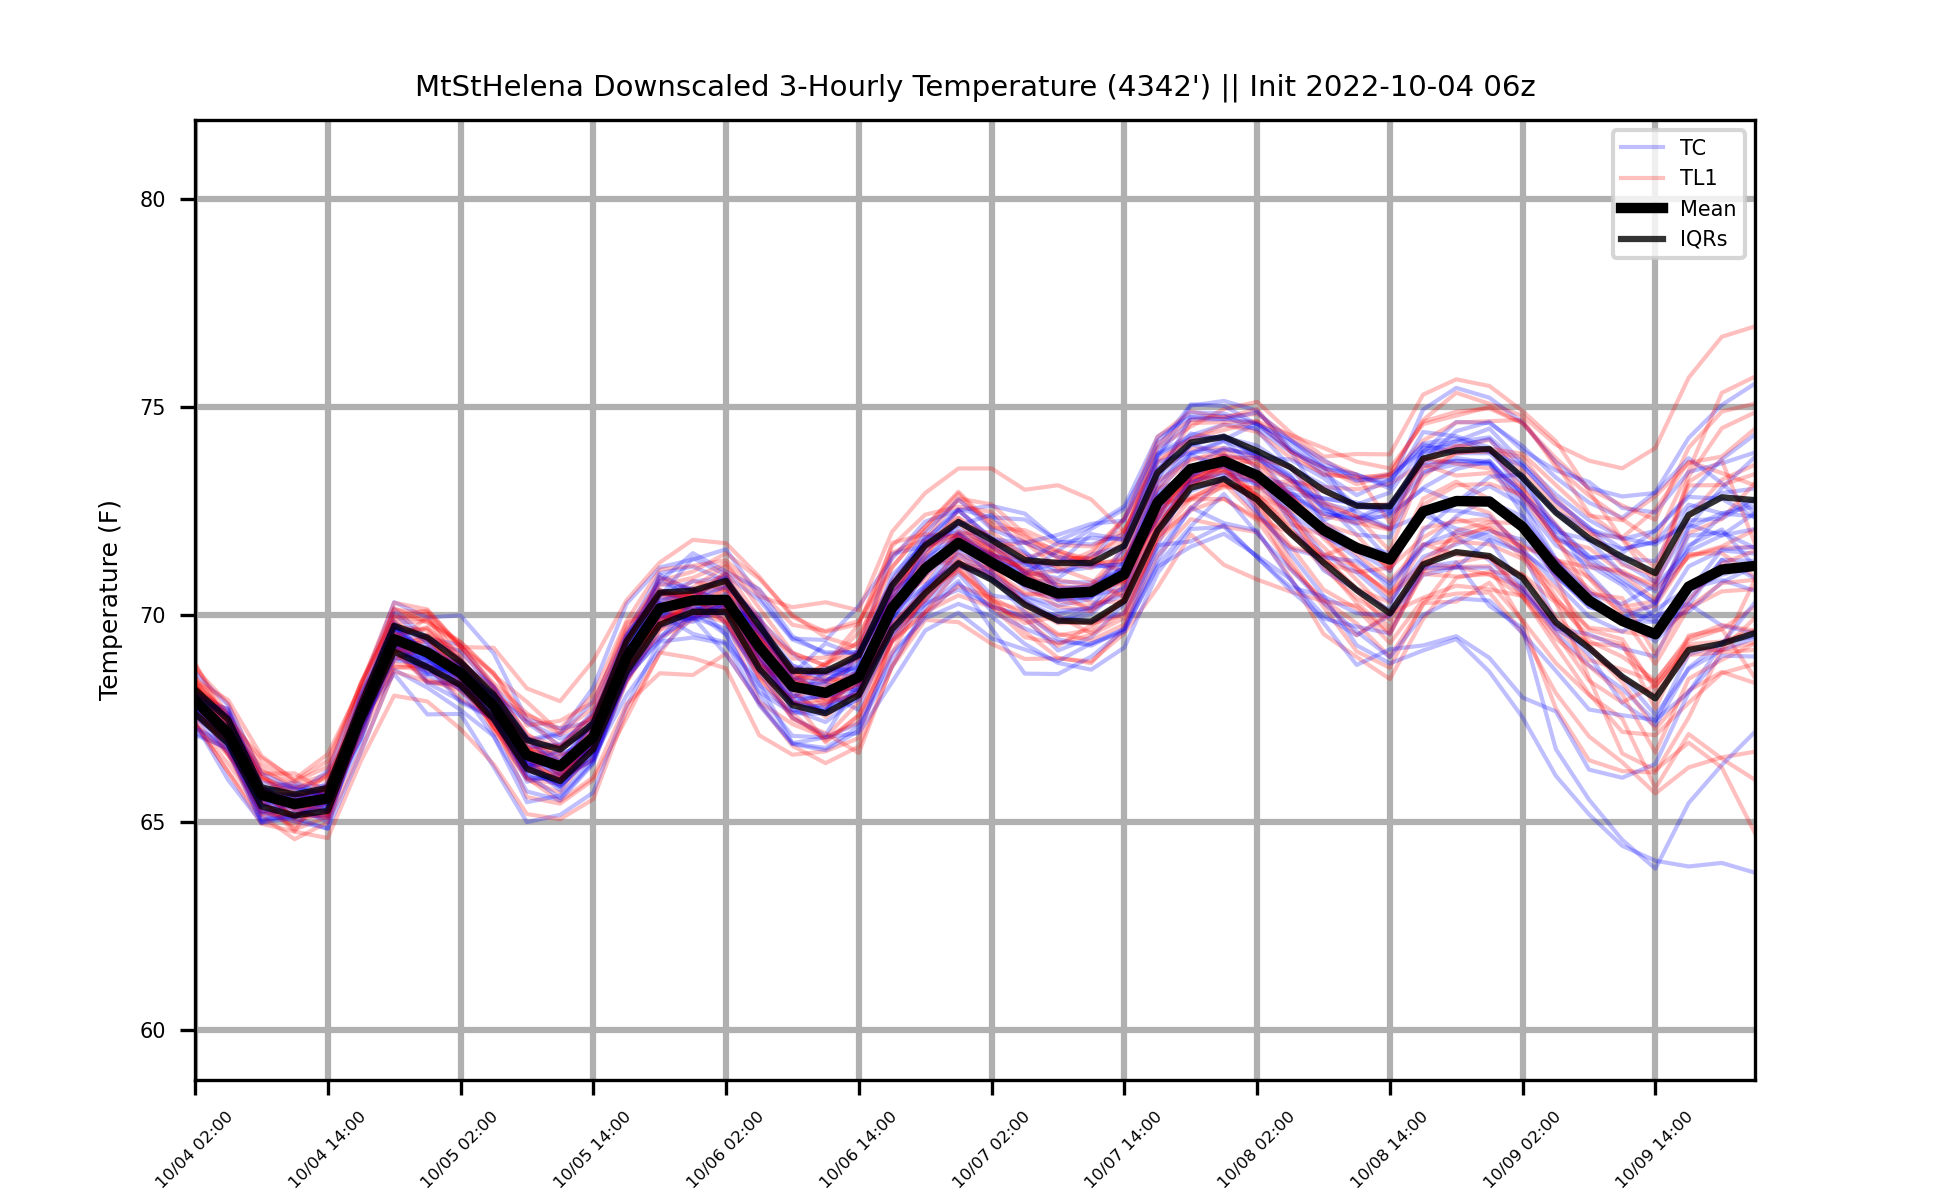 MtStHelena Downscaled 3-Hourly Temperature (4342') || Init 2022-10-04 06z
TC
TL1
Mean
IQRs
Temperature (F)
80
75
70
65
60
10/04 02:00
10/04 14:00
10/05 02:00
10/05 14:00
10/06 02:00
10/06 14:00
10/07 02:00
10/07 14:00
10/08 02:00
10/08 14:00
10/09 02:00
10/09 14:00